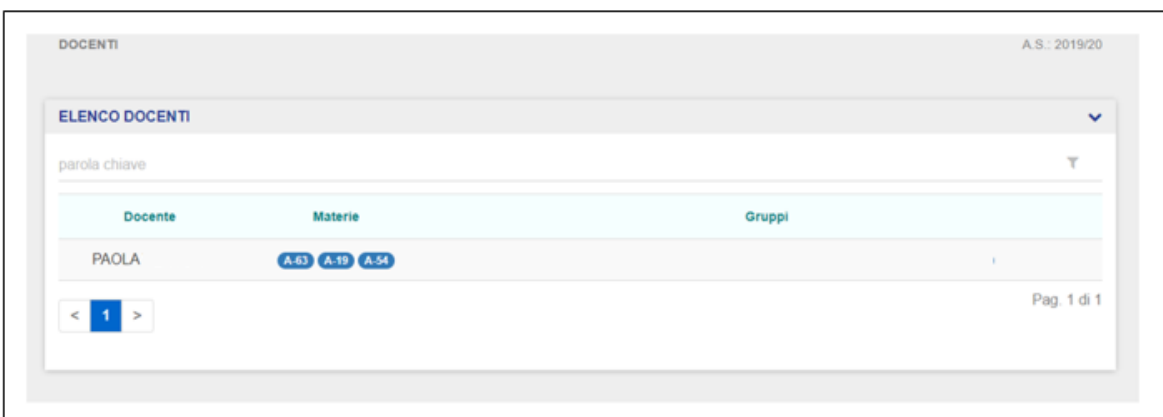 DOCENTI A.S.: 2019/20
ELENCO DOCENTI
parola chiave
Docente Materie Gruppi
PAOLA A-63 A-19 A-54
< 1 > Pag. 1 di 1